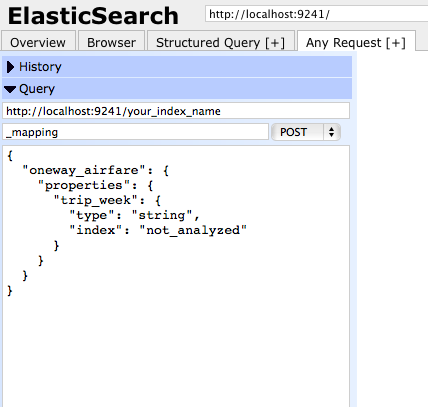 ElasticSearch http://localhost:9241/
Overview Browser Structured Query [+] Any Request [+]
History
Query
http://localhost:9241/your_index_name
_mapping POST
{
  "oneway_airfare": {
    "properties": {
      "trip_week": {
        "type": "string",
        "index": "not_analyzed"
      }
    }
  }
}